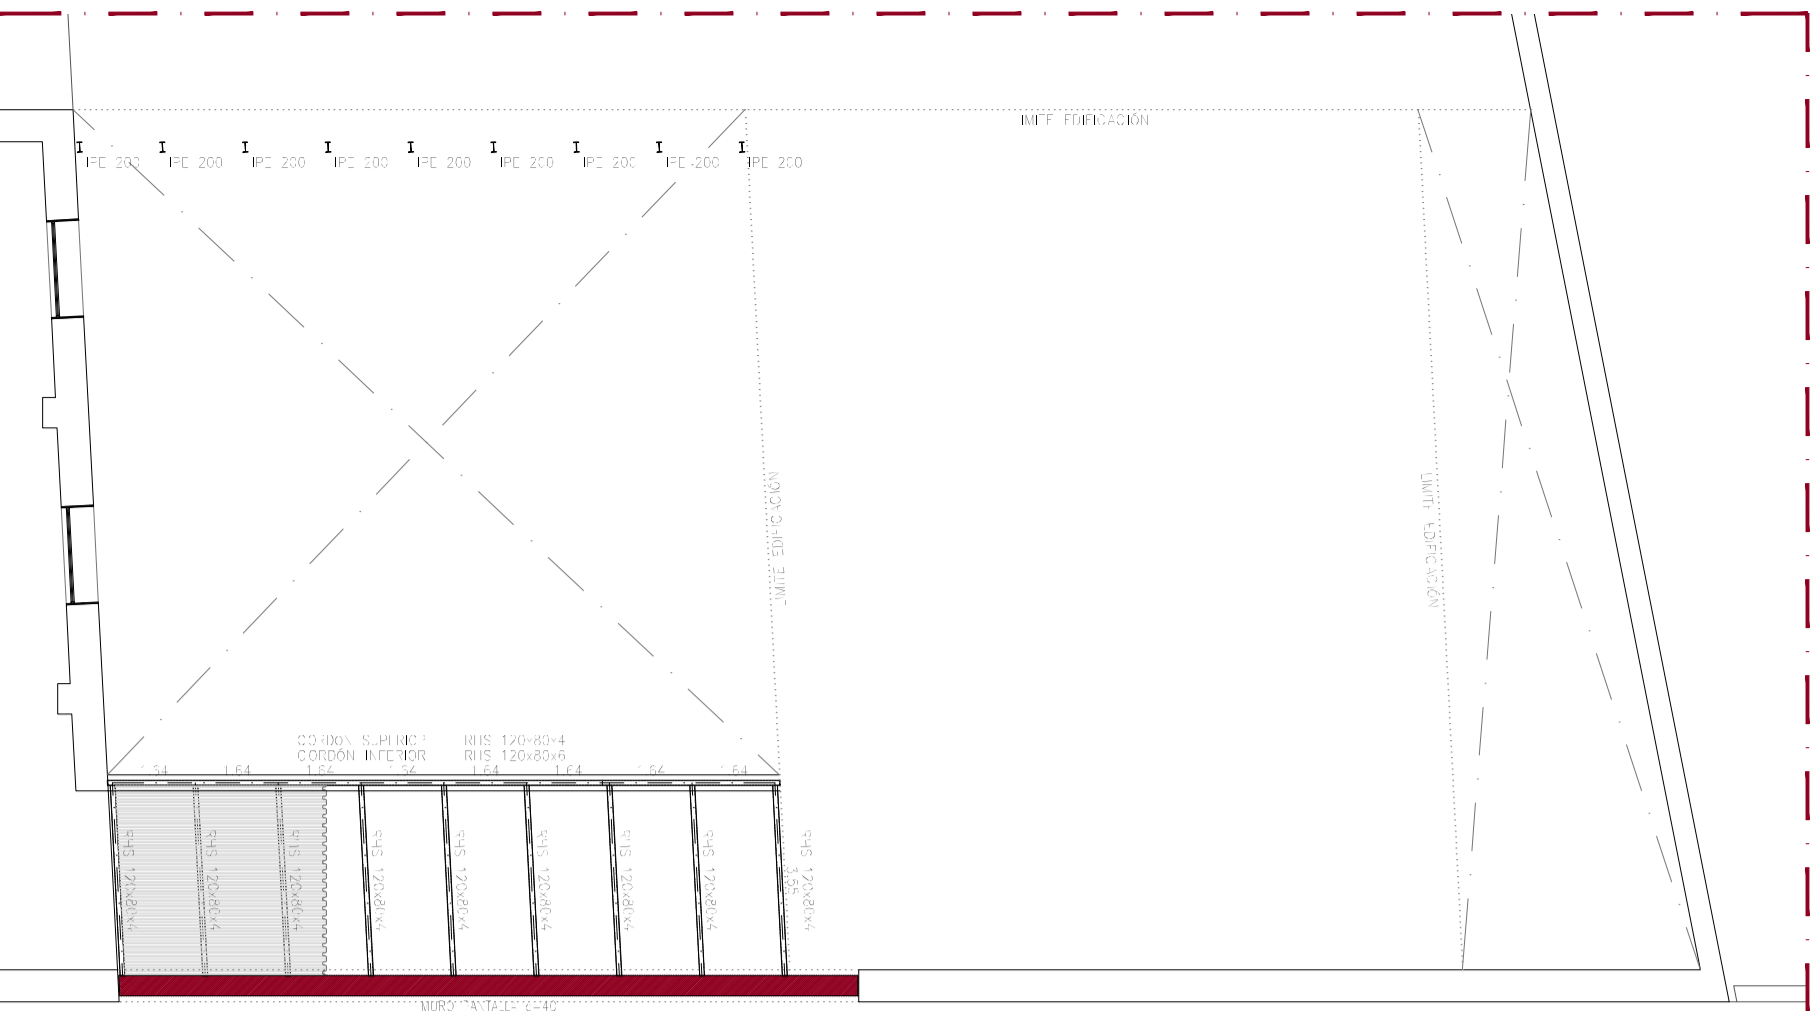 LIMITE EDIFICACIÓN
IPE 200 IPE 200 IPE 200 IPE 200 IPE 200 IPE 200 IPE 200 IPE 200 IPE 200
LIMITE EDIFICACIÓN
LIMITE EDIFICACIÓN
CORDÓN SUPERIOR RHS 120x80x4
CORDÓN INFERIOR RHS 120x80x6
1.64 1.64 1.64 1.64 1.64 1.64 1.64 1.64
RHS 120x80x4
RHS 120x80x4
RHS 120x80x4
RHS 120x80x4
RHS 120x80x4
RHS 120x80x4
RHS 120x80x4
RHS 120x80x4
RHS 120x80x4
MURO PANTALLA e=40